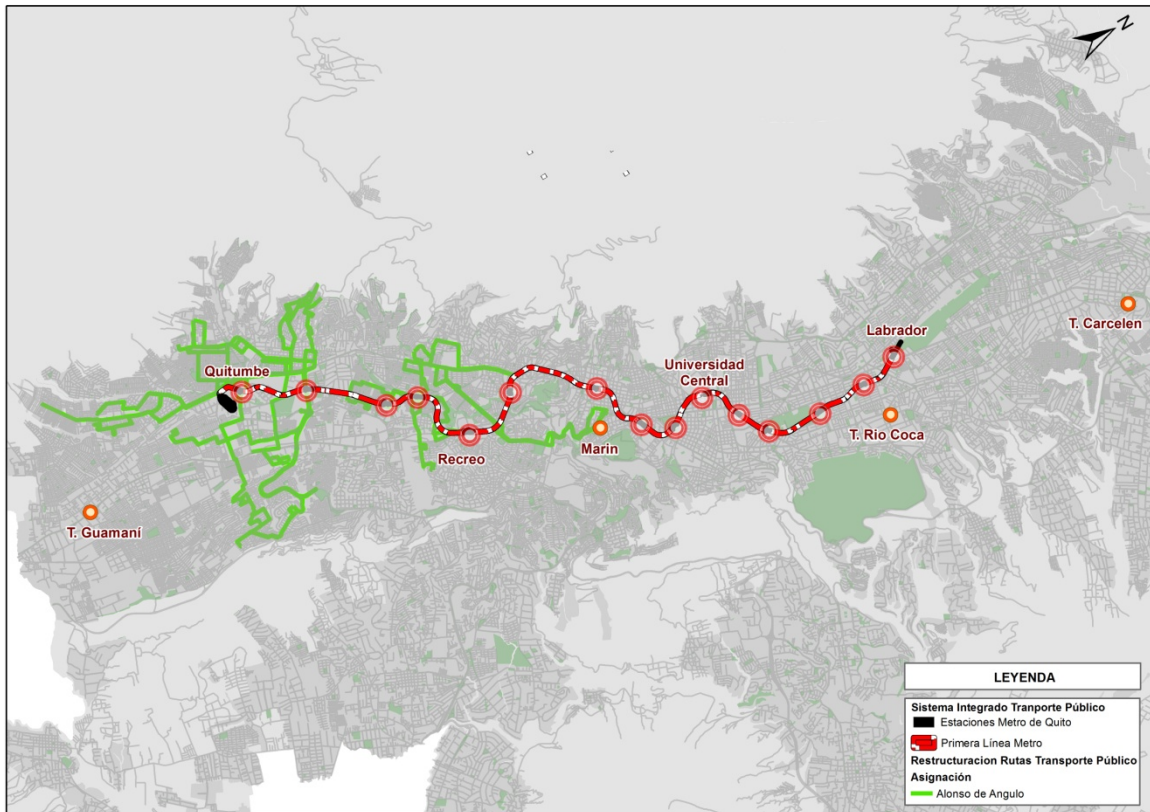 N
T. Carcelen
Labrador
Universidad
Central
Quitumbe
T. Rio Coca
Marin
Recreo
T. Guamaní
LEYENDA
Sistema Integrado Tranporte Público
Estaciones Metro de Quito
Primera Línea Metro
Restructuracion Rutas Transporte Público
Asignación
Alonso de Angulo